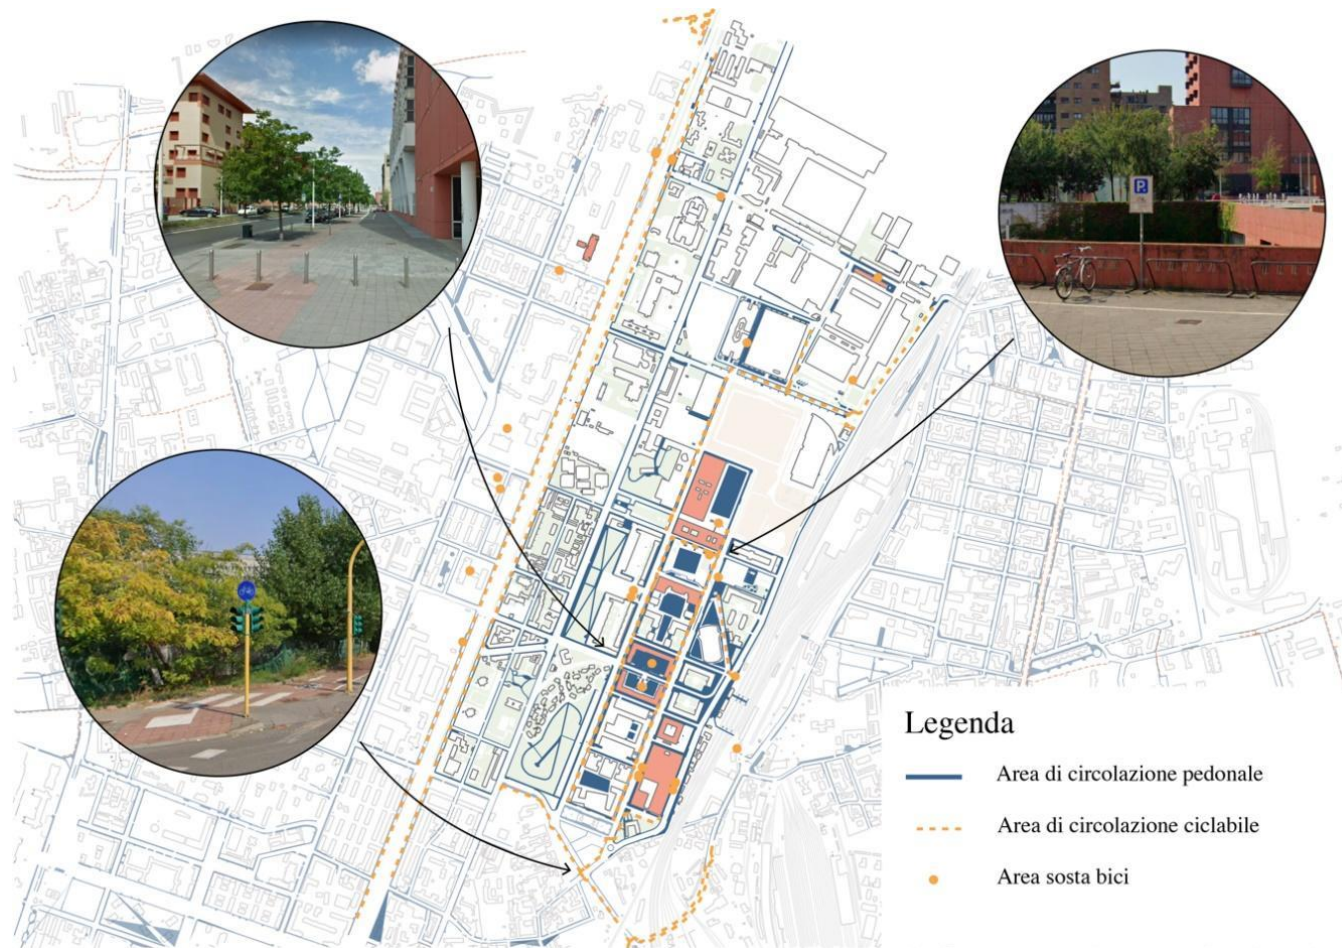 P
Legenda
Area di circolazione pedonale
Area di circolazione ciclabile
Area sosta bici